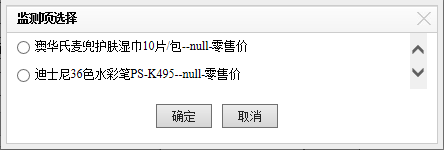 监测项选择
澳华氏麦兜护肤湿巾10片/包--null-零售价
迪士尼36色水彩笔PS-K495--null-零售价
确定 取消